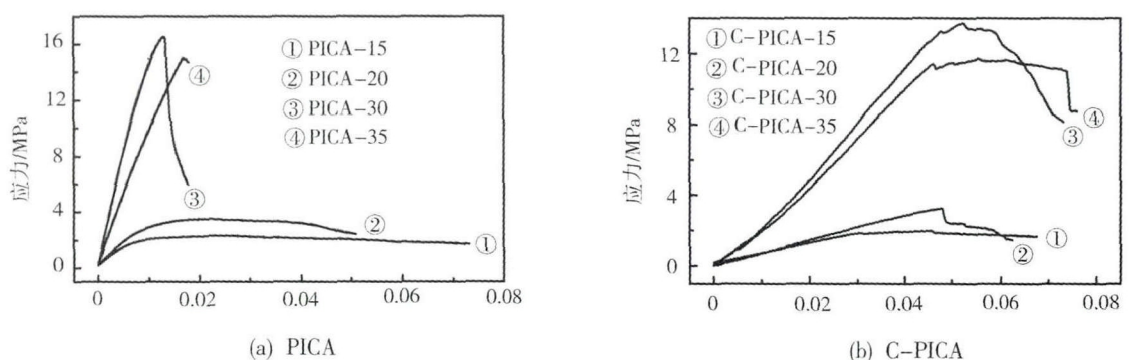 应力/MPa
16
12
8
4
0
① PICA-15
② PICA-20
③ PICA-30
④ PICA-35
④
③
②
①
0
0.02
0.04
0.06
0.08
(a) PICA
应力/MPa
12
8
4
0
① C-PICA-15
② C-PICA-20
③ C-PICA-30
④ C-PICA-35
④
③
①
②
0
0.02
0.04
0.06
0.08
(b) C-PICA